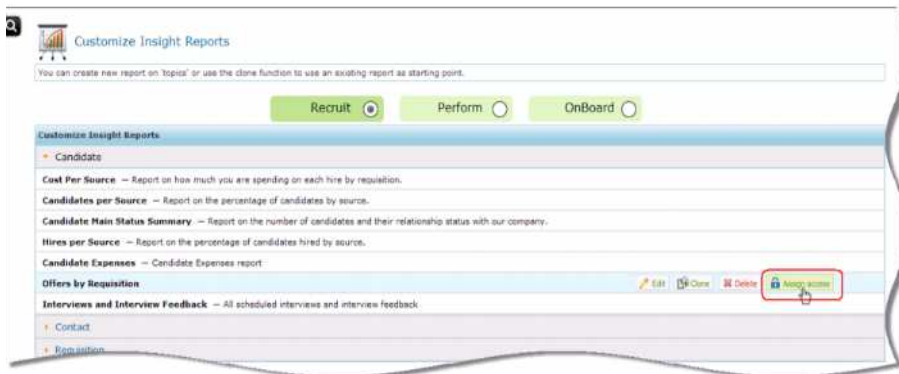 Customize Insight Reports
You can create new report on 'topics' or use the clone function to use an existing report as starting point.
Recruit Perform OnBoard
Customize Insight Reports
Candidate
Cost Per Source — Report on how much you are spending on each hire by requisition.
Candidates per Source — Report on the percentage of candidates by source.
Candidate Main Status Summary — Report on the number of candidates and their relationship status with our company.
Hires per Source — Report on the percentage of candidates hired by source.
Candidate Expenses — Candidate Expenses report
Offers by Requisition Edit Clone Delete Assign access
Interviews and Interview Feedback — All scheduled interviews and interview feedback
Contact
Requisition